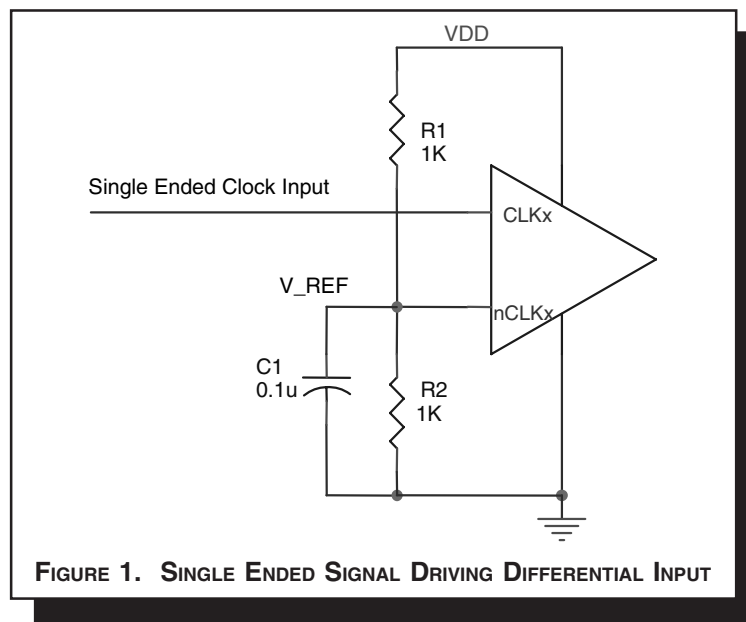 VDD
R1
1K
Single Ended Clock Input
CLKx
V_REF
nCLKx
C1
0.1u
R2
1K
FIGURE 1. SINGLE ENDED SIGNAL DRIVING DIFFERENTIAL INPUT